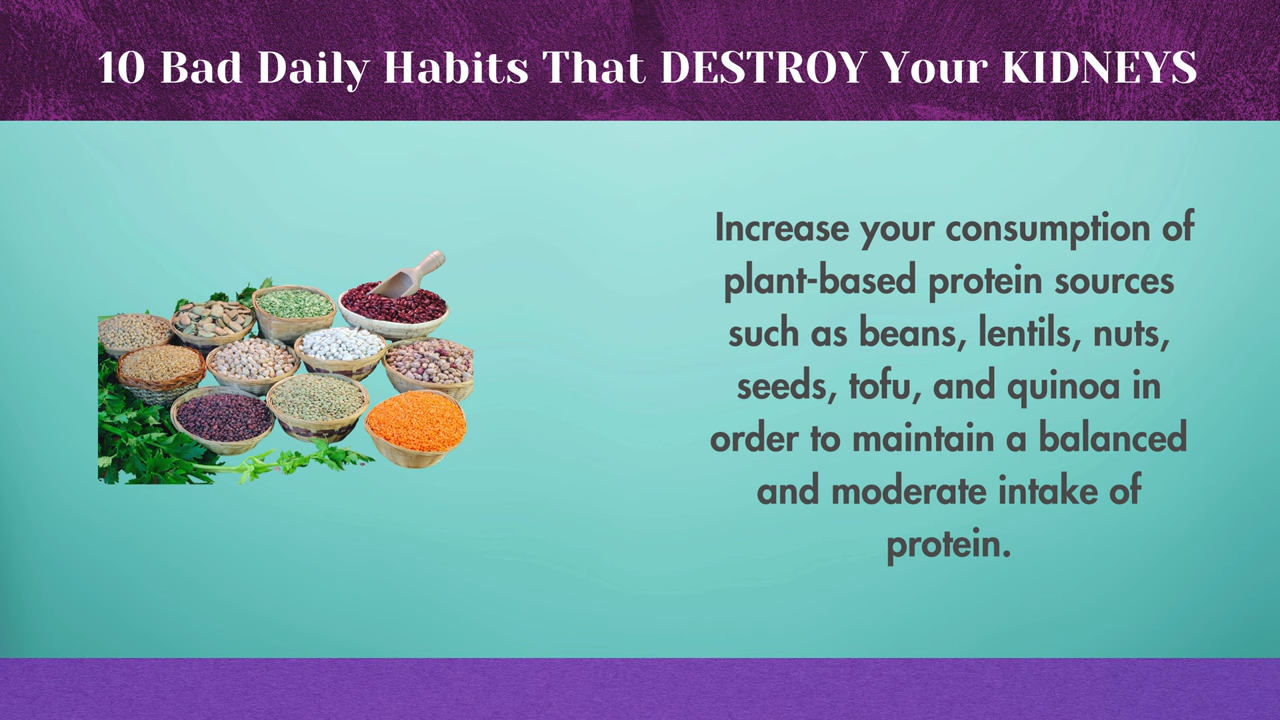 10 Bad Daily Habits That DESTROY Your KIDNEYS
Increase your consumption of
plant-based protein sources
such as beans, lentils, nuts,
seeds, tofu, and quinoa in
order to maintain a balanced
and moderate intake of
protein.